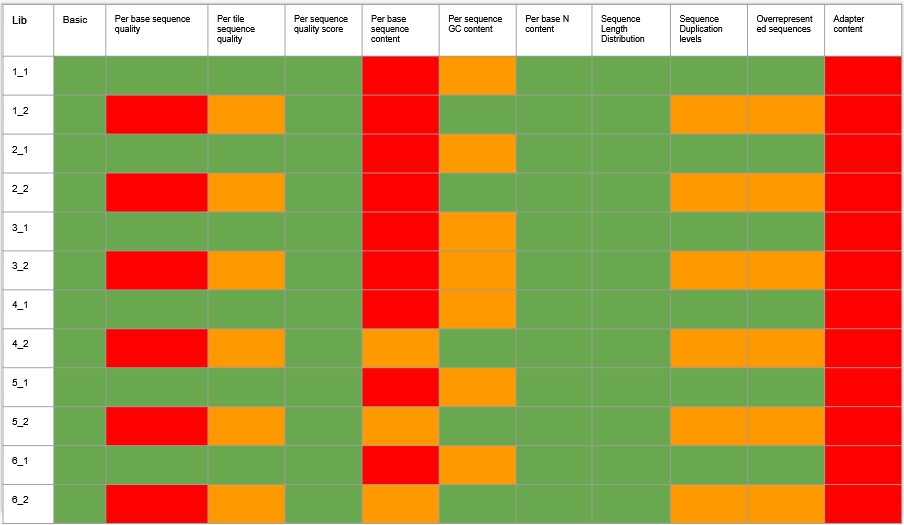 Lib
Basic
Per base sequence
quality
Per tile
sequence
quality
Per sequence
quality score
Per base
sequence
content
Per sequence
GC content
Per base N
content
Sequence
Length
Distribution
Sequence
Duplication
levels
Overrepresent
ed sequences
Adapter
content
1_1
1_2
2_1
2_2
3_1
3_2
4_1
4_2
5_1
5_2
6_1
6_2